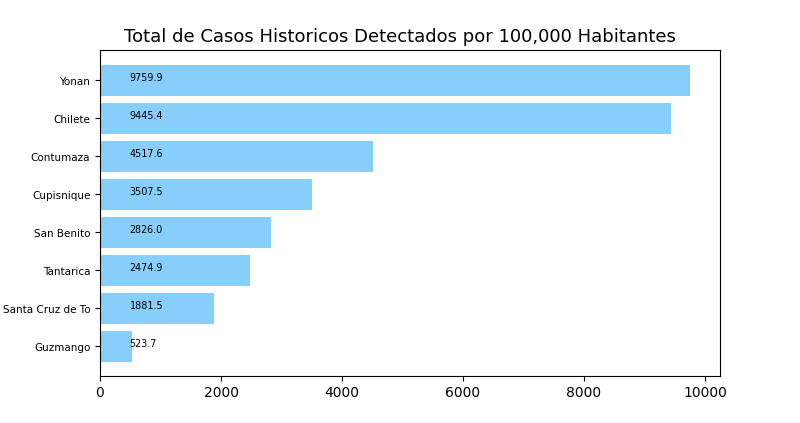 Total de Casos Historicos Detectados por 100,000 Habitantes
Yonan 9759.9
Chilete 9445.4
Contumaza 4517.6
Cupisnique 3507.5
San Benito 2826.0
Tantarica 2474.9
Santa Cruz de To 1881.5
Guzmango 523.7
0 2000 4000 6000 8000 10000